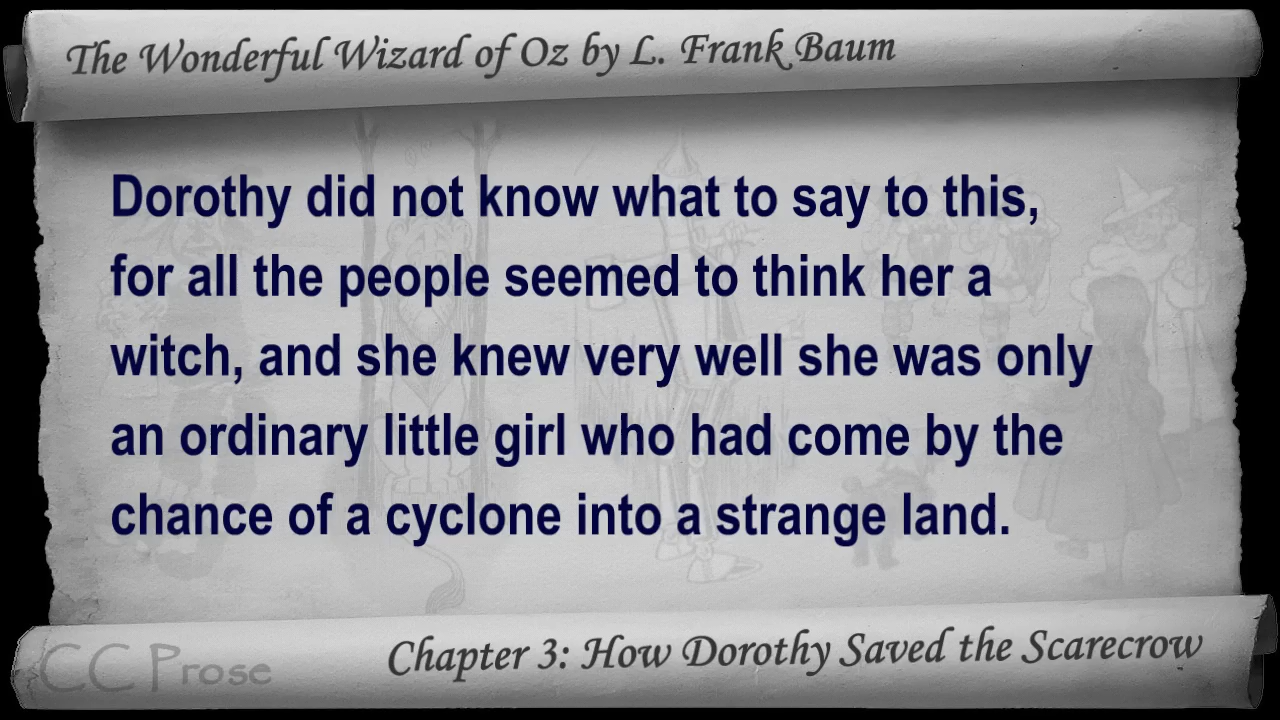 The Wonderful Wizard of Oz by L. Frank Baum
Dorothy did not know what to say to this,
for all the people seemed to think her a
witch, and she knew very well she was only
an ordinary little girl who had come by the
chance of a cyclone into a strange land.
Chapter 3: How Dorothy Saved the Scarecrow
CC Prose